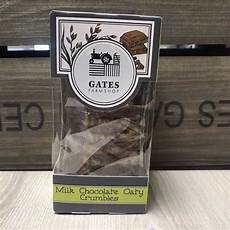 GATES
FARMSHOP
Milk Chocolate Oaty
Crumbles